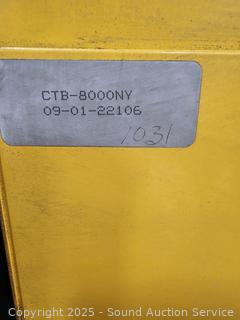 CTB-8000NY
09-01-22106
1031
Copyright © 2025 - Sound Auction Service